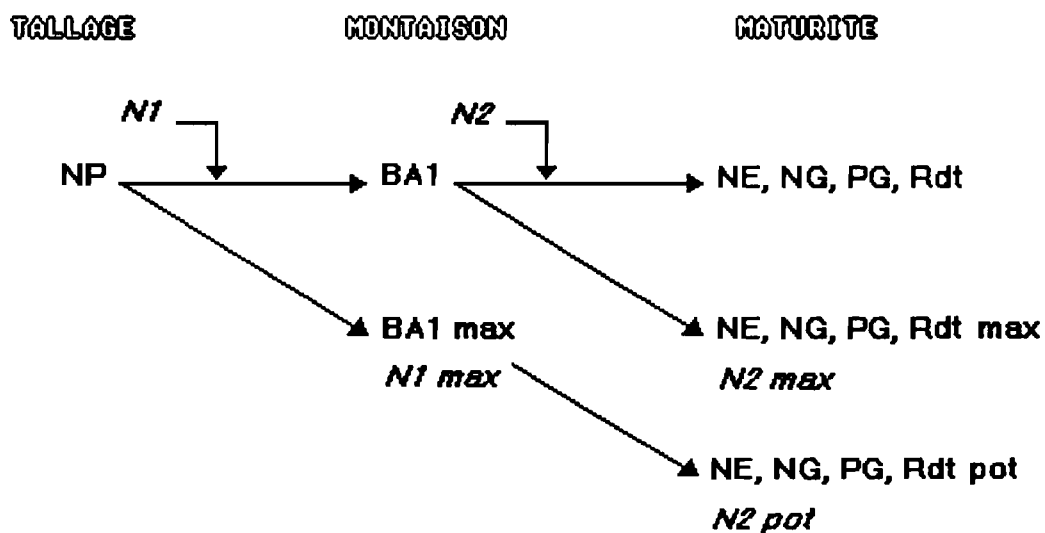 TALLAGE MONTAISON MATURITE
N1 N2
NP BA1 NE, NG, PG, Rdt
BA1 max NE, NG, PG, Rdt max
N1 max N2 max
NE, NG, PG, Rdt pot
N2 pot